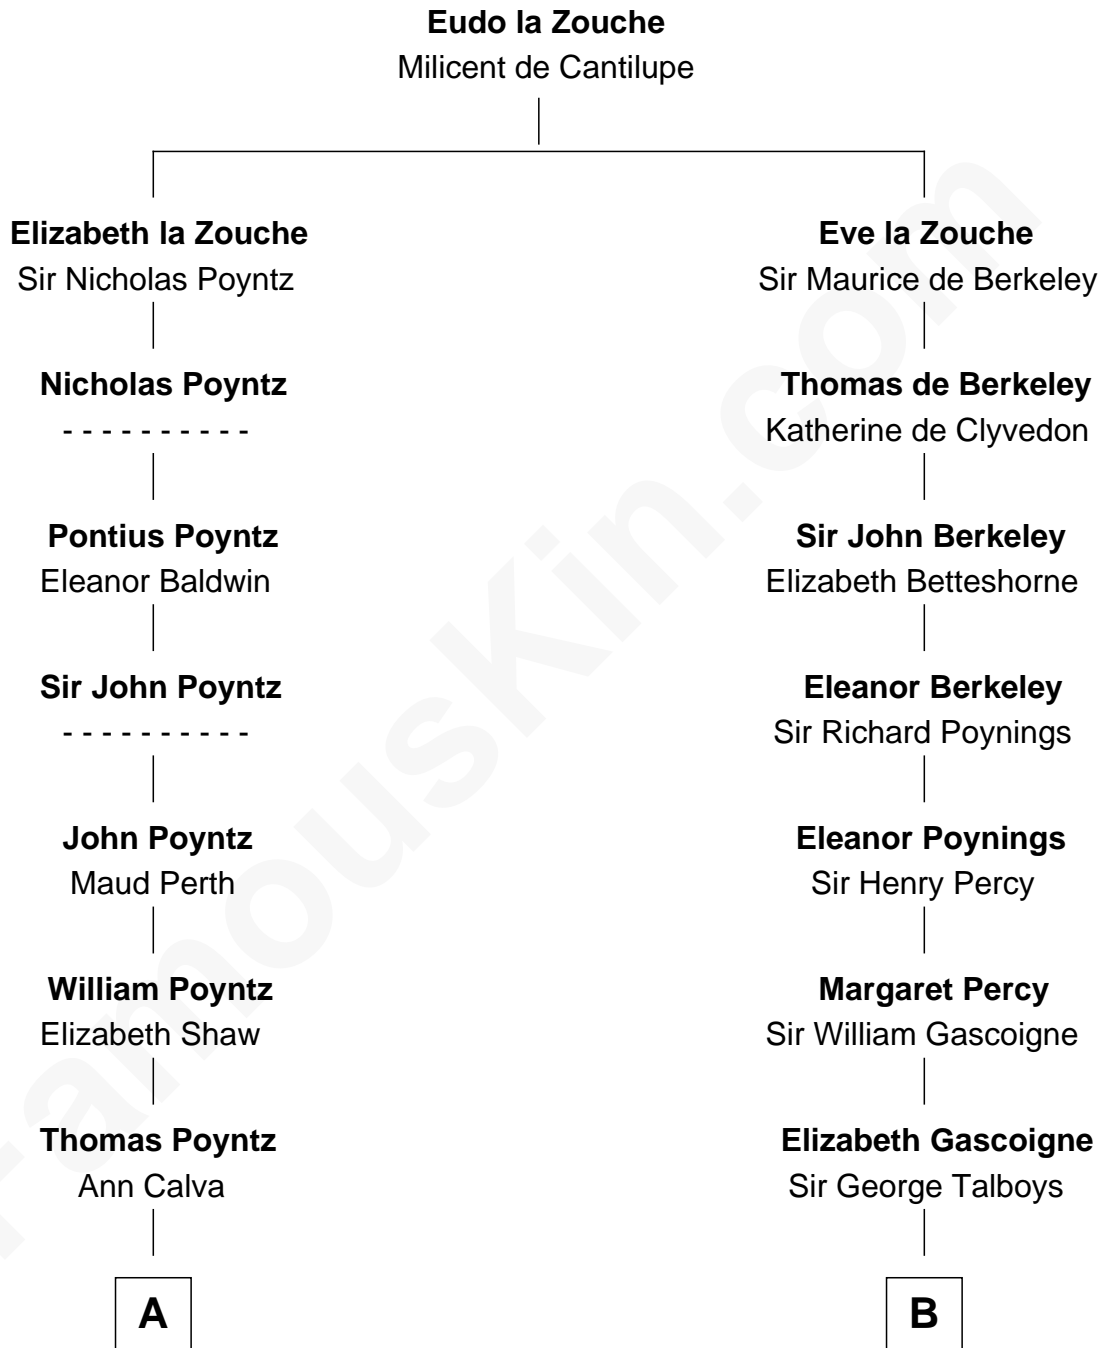 Eudo la Zouche
Milicent de Cantilupe
Elizabeth la Zouche
Sir Nicholas Poyntz
Nicholas Poyntz
- - - - - - - - - -
Pontius Poyntz
Eleanor Baldwin
Sir John Poyntz
- - - - - - - - - -
John Poyntz
Maud Perth
William Poyntz
Elizabeth Shaw
Thomas Poyntz
Ann Calva
A
Eve la Zouche
Sir Maurice de Berkeley
Thomas de Berkeley
Katherine de Clyvedon
Sir John Berkeley
Elizabeth Betteshorne
Eleanor Berkeley
Sir Richard Poynings
Eleanor Poynings
Sir Henry Percy
Margaret Percy
Sir William Gascoigne
Elizabeth Gascoigne
Sir George Talboys
B
FamousKin.com